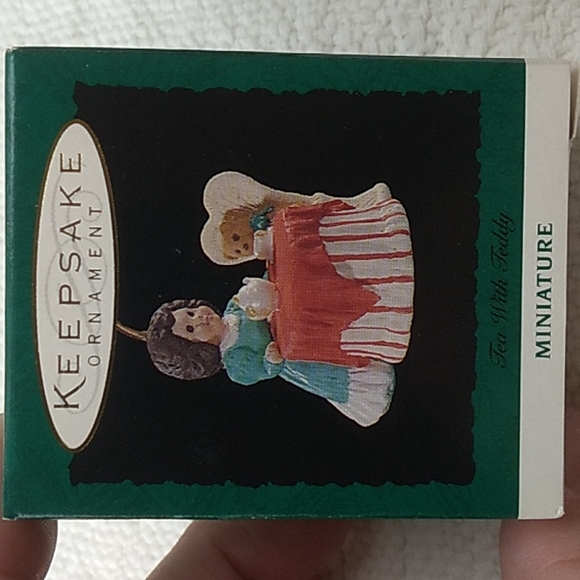 KEEPSAKE
ORNAMENT
Tea With Teddy
MINIATURE